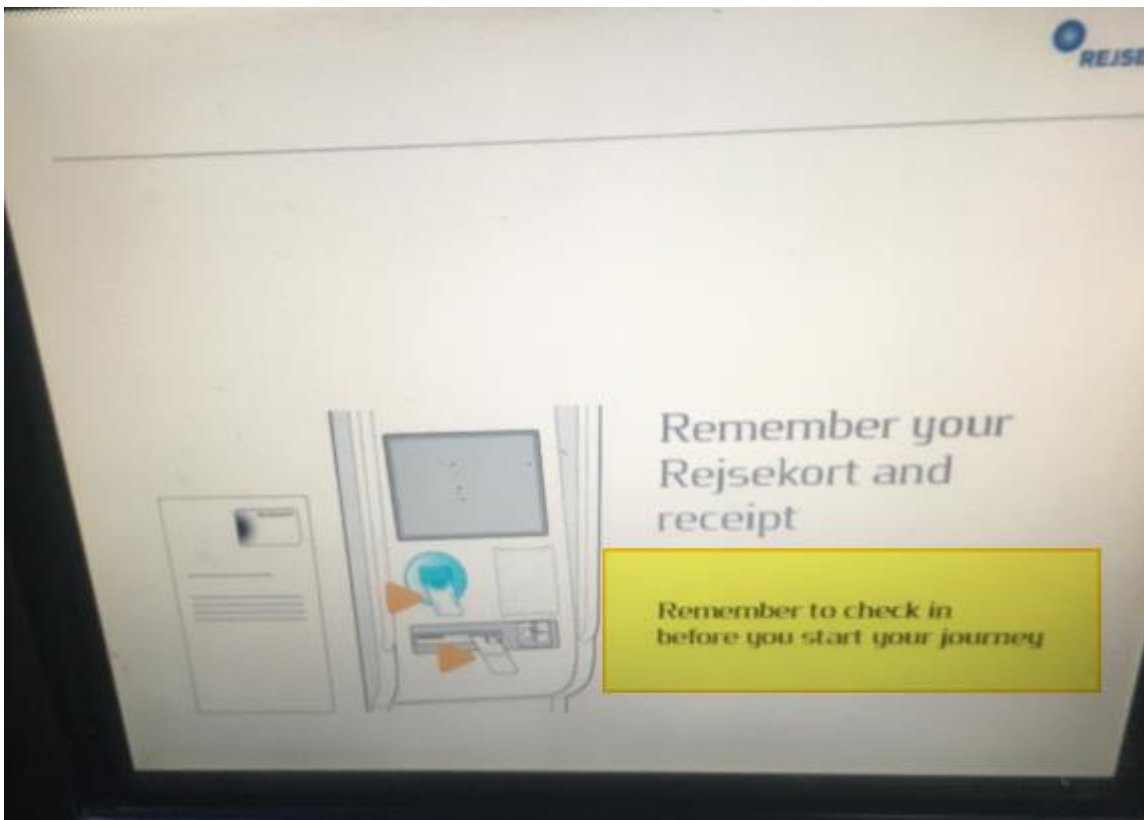 REJSE
Remember your
Rejsekort and
receipt
Remember to check in
before you start your journey